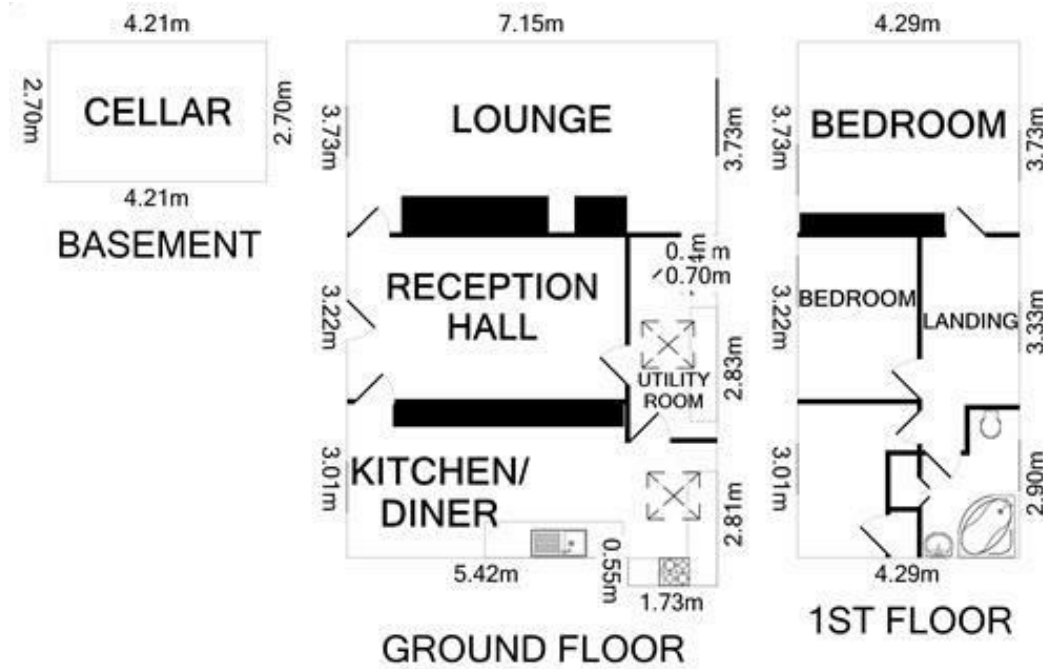 4.21m
2.70m
CELLAR
2.70m
4.21m
BASEMENT
7.15m
3.73m
LOUNGE
3.73m
RECEPTION
HALL
3.22m
0.70m
UTILITY
ROOM
2.83m
KITCHEN/
DINER
3.01m
2.81m
5.42m
0.55m
1.73m
GROUND FLOOR
4.29m
3.73m
BEDROOM
3.73m
BEDROOM
3.22m
LANDING
3.33m
3.01m
4.29m
1ST FLOOR